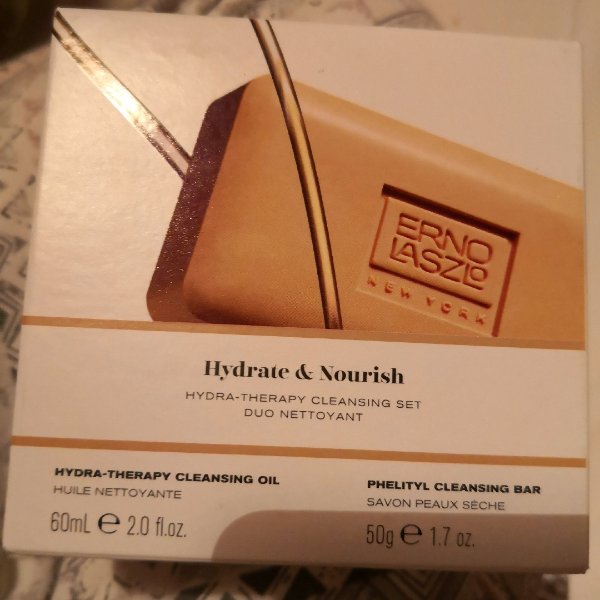 ERNO
LASZLO
NEW YORK
Hydrate & Nourish
HYDRA-THERAPY CLEANSING SET
DUO NETTOYANT
HYDRA-THERAPY CLEANSING OIL
HUILE NETTOYANTE
60mL ℮ 2.0 fl.oz.
PHELITYL CLEANSING BAR
SAVON PEAUX SÈCHE
50g ℮ 1.7 oz.